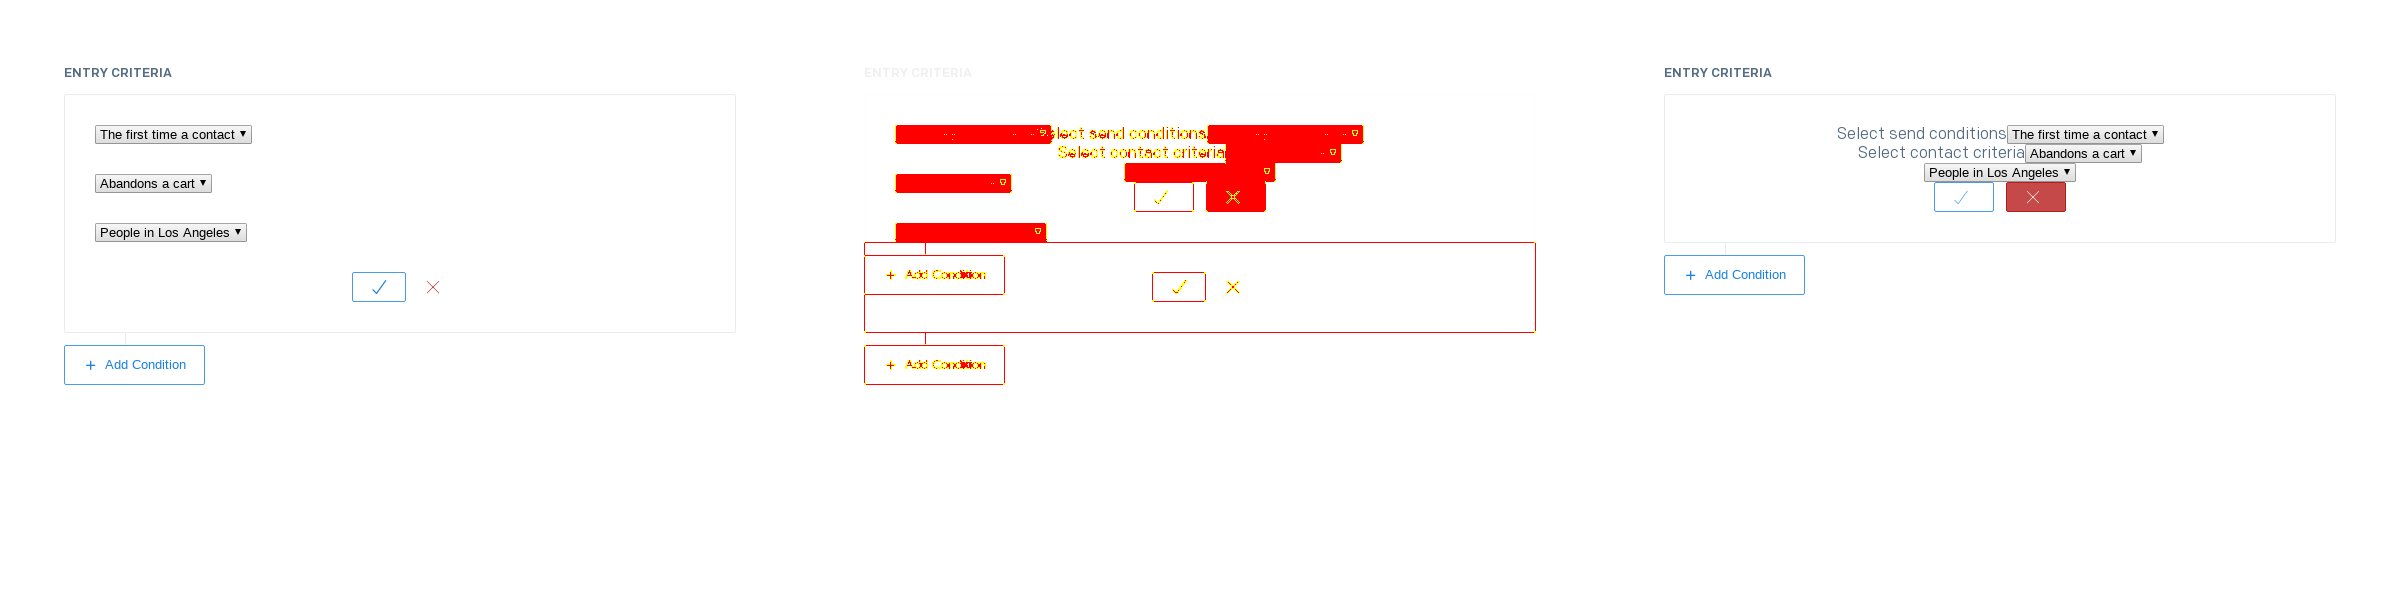 ENTRY CRITERIA
The first time a contact
Abandons a cart
People in Los Angeles
Add Condition
ENTRY CRITERIA
Select send conditions
Select contact criteria
Add Condition
Add Condition
ENTRY CRITERIA
Select send conditions The first time a contact
Select contact criteria Abandons a cart
People in Los Angeles
Add Condition